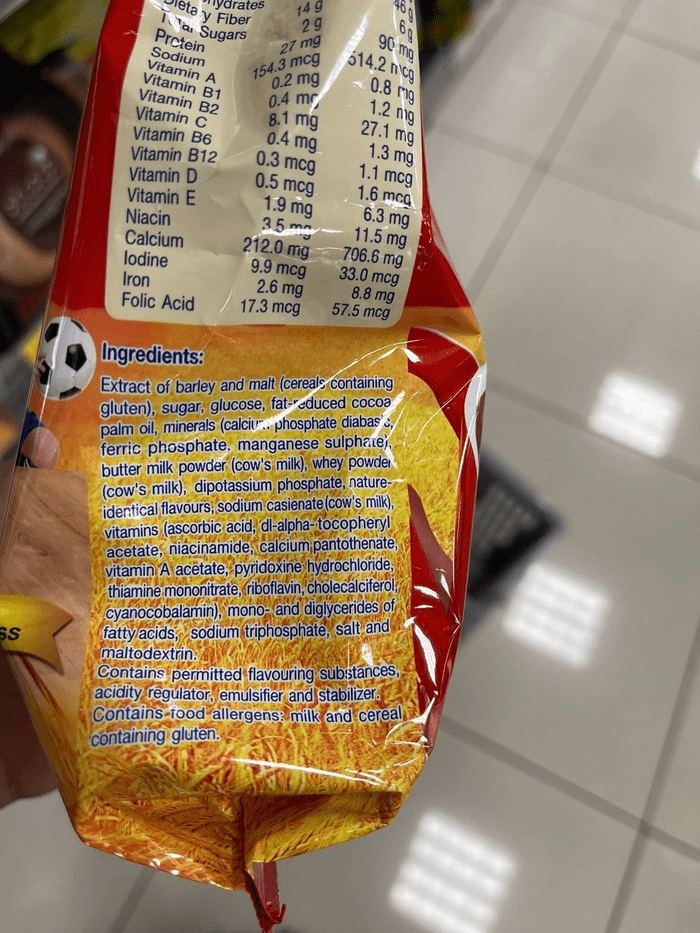 Dietary Fiber
Total Sugars 14 g 46 g
Protein 2 g 6 g
Sodium 27 mg 90 mg
Vitamin A 154.3 mcg 514.2 mcg
Vitamin B1 0.2 mg 0.8 mg
Vitamin B2 0.4 mg 1.2 mg
Vitamin C 8.1 mg 27.1 mg
Vitamin B6 0.4 mg 1.3 mg
Vitamin B12 0.3 mcg 1.1 mcg
Vitamin D 0.5 mcg 1.6 mcg
Vitamin E 1.9 mg 6.3 mg
Niacin 3.5 mg 11.5 mg
Calcium 212.0 mg 706.6 mg
Iodine 9.9 mcg 33.0 mcg
Iron 2.6 mg 8.8 mg
Folic Acid 17.3 mcg 57.5 mcg
Ingredients:
Extract of barley and malt (cereals containing
gluten), sugar, glucose, fat-reduced cocoa,
palm oil, minerals (calcium phosphate diabasic,
ferric phosphate, manganese sulphate),
butter milk powder (cow's milk), whey powder
(cow's milk), dipotassium phosphate, nature-
identical flavours, sodium casienate (cow's milk),
vitamins (ascorbic acid, dl-alpha-tocopheryl
acetate, niacinamide, calcium pantothenate,
vitamin A acetate, pyridoxine hydrochloride,
thiamine mononitrate, riboflavin, cholecalciferol,
cyanocobalamin), mono- and diglycerides of
fatty acids, sodium triphosphate, salt and
maltodextrin.
Contains permitted flavouring substances,
acidity regulator, emulsifier and stabilizer.
Contains food allergens: milk and cereal
containing gluten.